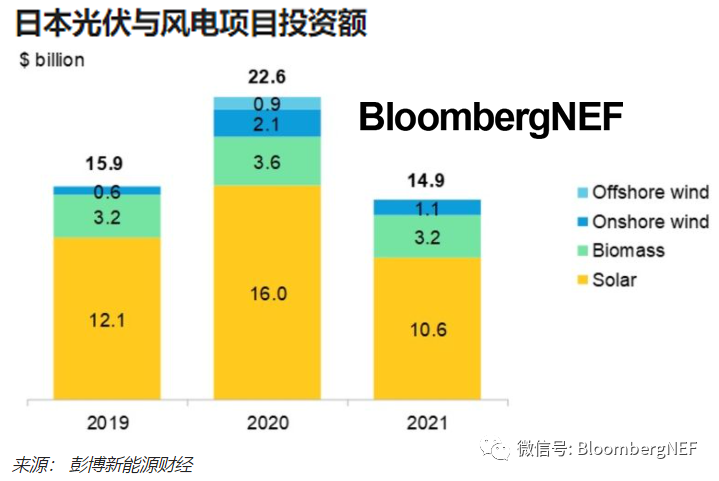 日本光伏与风电项目投资额
$ billion
22.6
0.9
2.1
3.6
16.0
BloombergNEF
15.9
0.6
3.2
12.1
14.9
1.1
3.2
10.6
Offshore wind
Onshore wind
Biomass
Solar
2019
2020
2021
来源： 彭博新能源财经
微信号: BloombergNEF